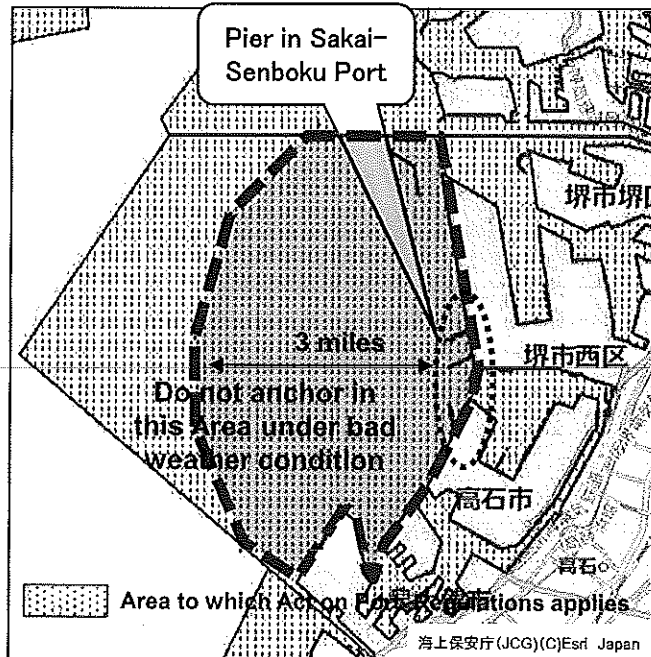 Pier in Sakai-
Senboku Port
堺市堺区
3 miles
堺市西区
Do not anchor in
this Area under bad
weather condition
高石市
高石
Area to which Act on Port Regulations applies
海上保安庁(JCG)(C)Esri Japan